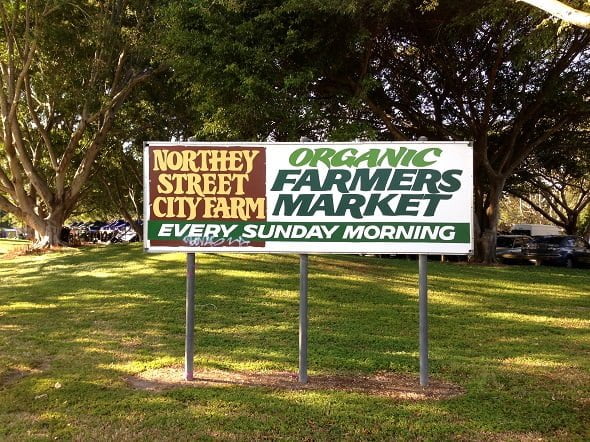 NORTHEY
STREET
CITY FARM
ORGANIC
FARMERS
MARKET
EVERY SUNDAY MORNING